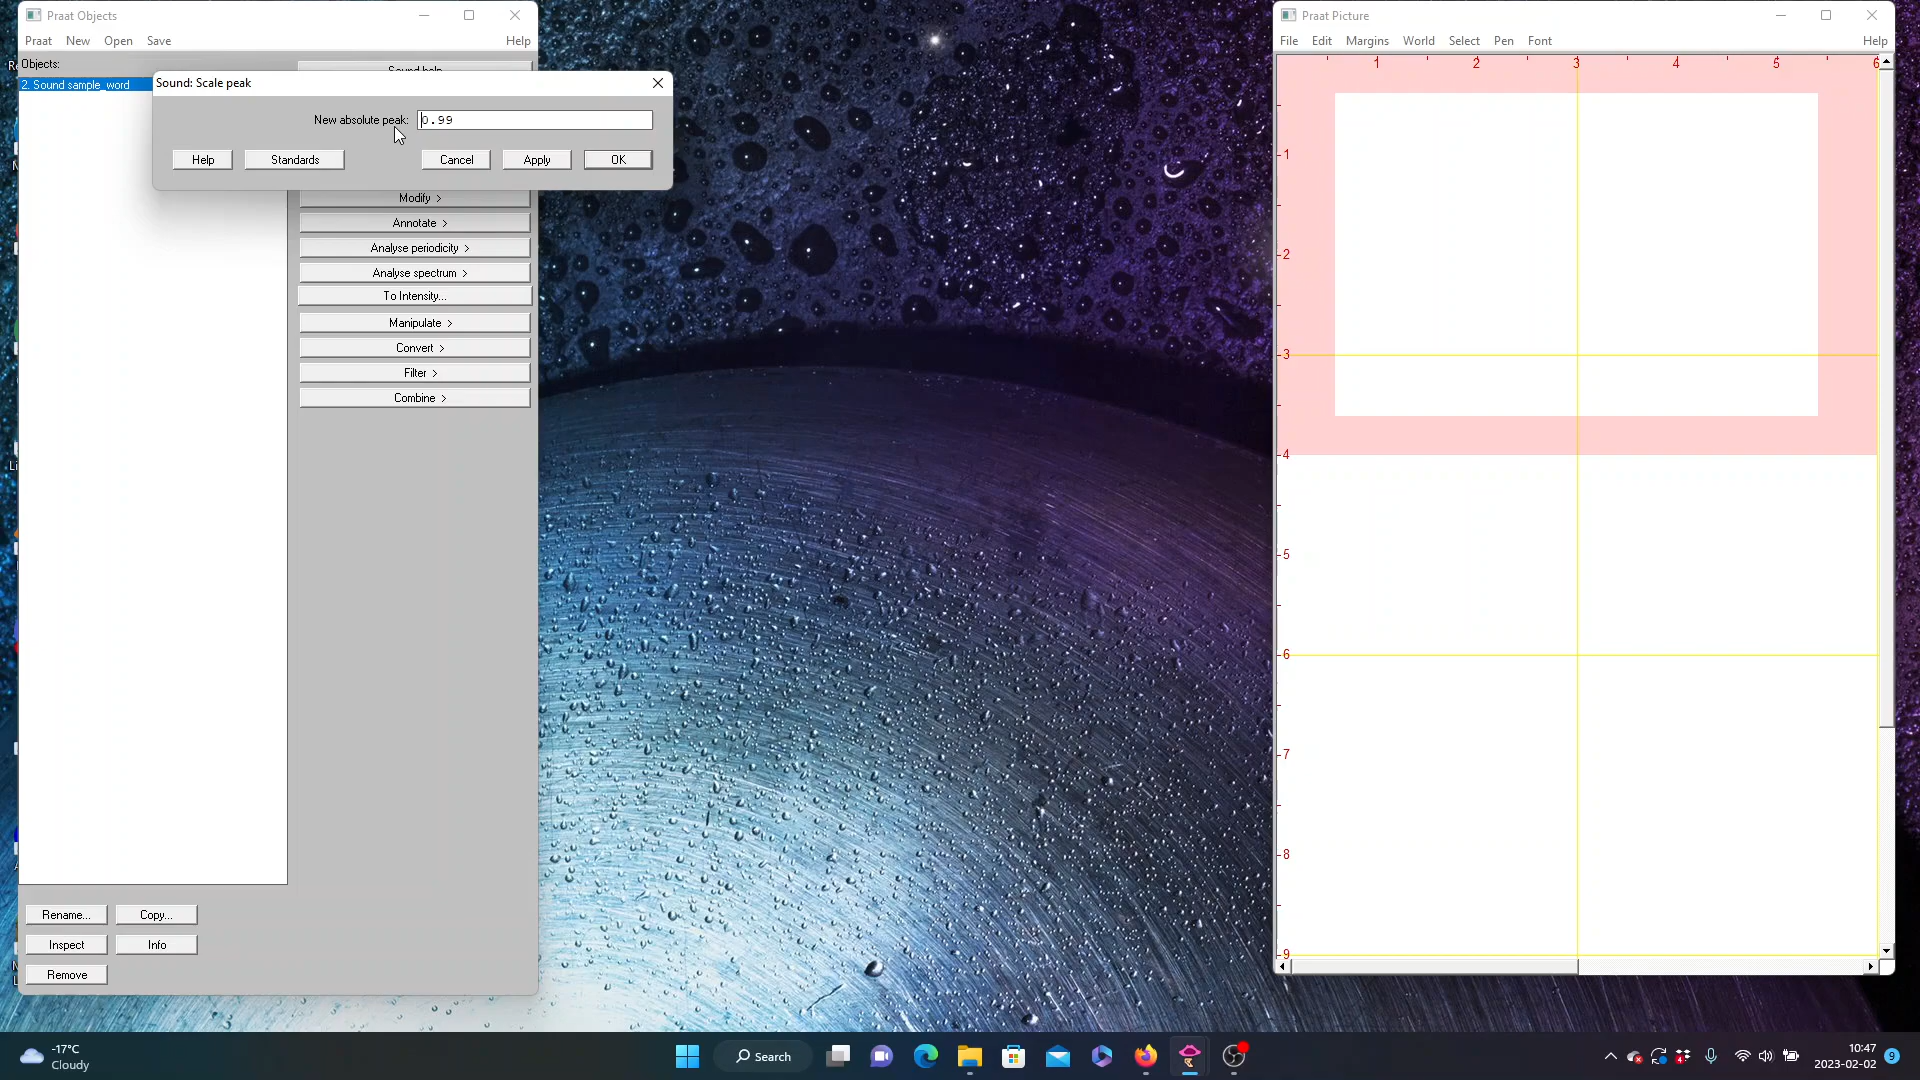 Praat Objects
Praat New Open Save Help
Objects:
2. Sound sample_word
Sound: Scale peak
New absolute peak: 0.99
Help Standards Cancel Apply OK
Modify >
Annotate >
Analyse periodicity >
Analyse spectrum >
To Intensity...
Manipulate >
Convert >
Filter >
Combine >
Rename... Copy...
Inspect Info
Remove
Praat Picture
File Edit Margins World Select Pen Font Help
1 2 3 4 5 6
1
2
3
4
5
6
7
8
9
-17°C
Cloudy
Search
10:47
2023-02-02
9